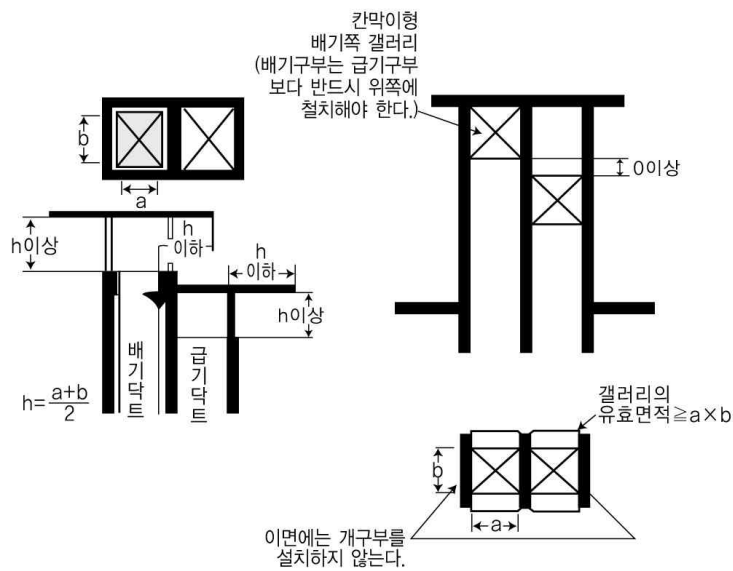 칸막이형
배기쪽 갤러리
(배기구부는 급기구부
보다 반드시 위쪽에
철치해야 한다.)
b
a
0이상
h이상
h
이하
h
이하
h이상
배기닥트
급기닥트
h=a+b/2
갤러리의
유효면적≧a×b
b
a
이면에는 개구부를
설치하지 않는다.